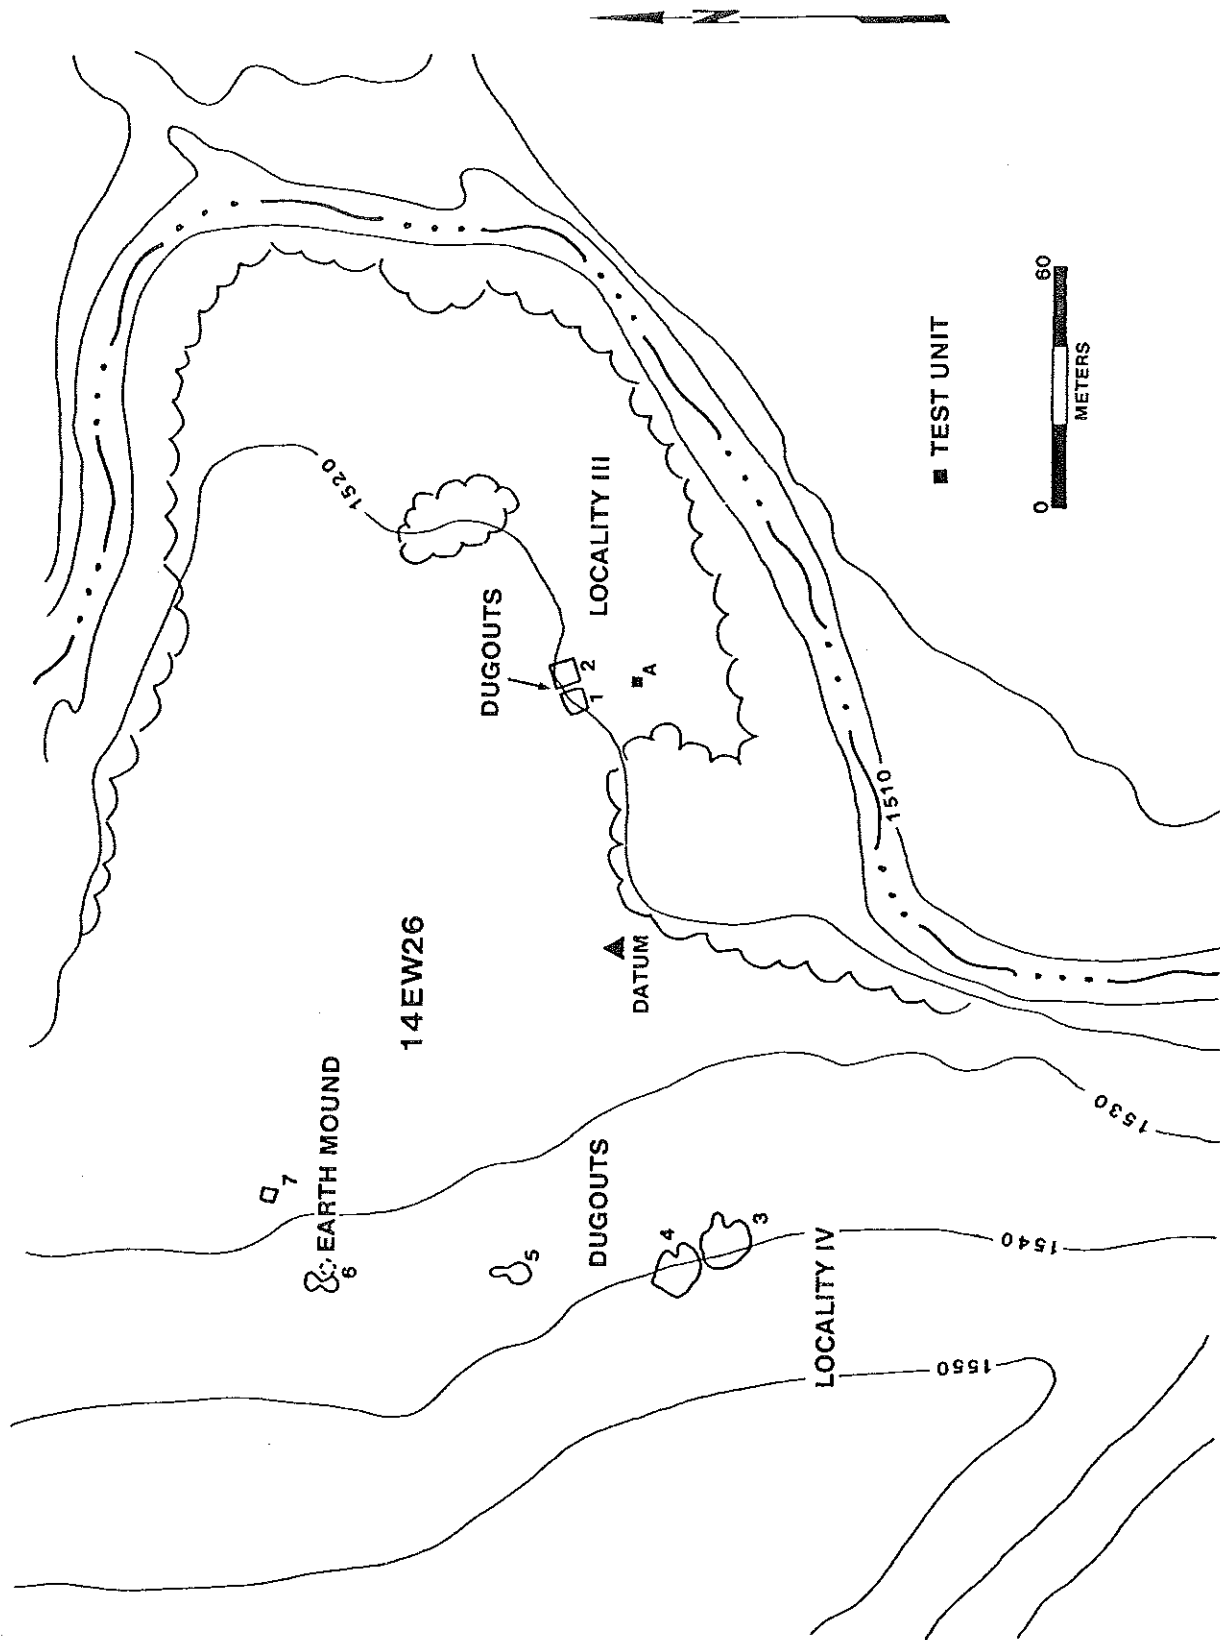 N
1520
DUGOUTS
1
2
LOCALITY III
A
TEST UNIT
0
60
METERS
1510
14EW26
DATUM
7
EARTH MOUND
6
5
DUGOUTS
4
3
1530
1540
LOCALITY IV
1550